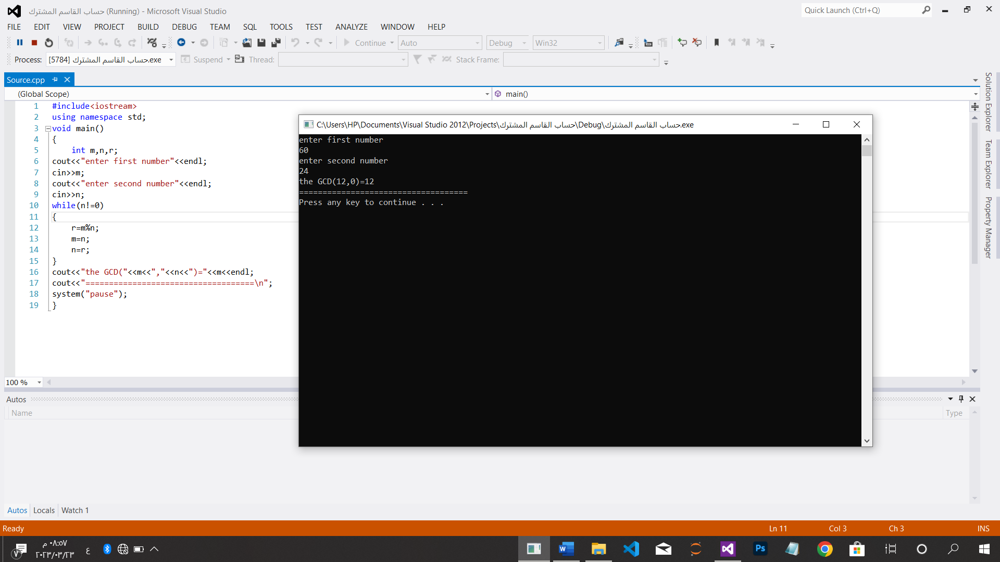 حساب القاسم المشترك (Running) - Microsoft Visual Studio
Quick Launch (Ctrl+Q)
FILE EDIT VIEW PROJECT BUILD DEBUG TEAM SQL TOOLS TEST ANALYZE WINDOW HELP
Continue Auto Debug Win32
Process: [5784] حساب القاسم المشترك.exe Suspend Thread: Stack Frame:
Source.cpp
(Global Scope) main()
1 #include<iostream>
2 using namespace std;
3 void main()
4 {
5 int m,n,r;
6 cout<<"enter first number"<<endl;
7 cin>>m;
8 cout<<"enter second number"<<endl;
9 cin>>n;
10 while(n!=0)
11 {
12 r=m%n;
13 m=n;
14 n=r;
15 }
16 cout<<"the GCD("<<m<<","<<n<<")="<<m<<endl;
17 cout<<"====================================\n";
18 system("pause");
19 }
C:\Users\HP\Documents\Visual Studio 2012\Projects\حساب القاسم المشترك\Debug\حساب القاسم المشترك.exe
enter first number
60
enter second number
24
the GCD(12,0)=12
====================================
Press any key to continue . . .
Solution Explorer
Team Explorer
Property Manager
100 %
Autos
Name Type
Autos Locals Watch 1
Ready Ln 11 Col 3 Ch 3 INS
٧
٠٨:٥٧ م
٢٠٢٣/٠٣/٢٣
ع
W
Ps